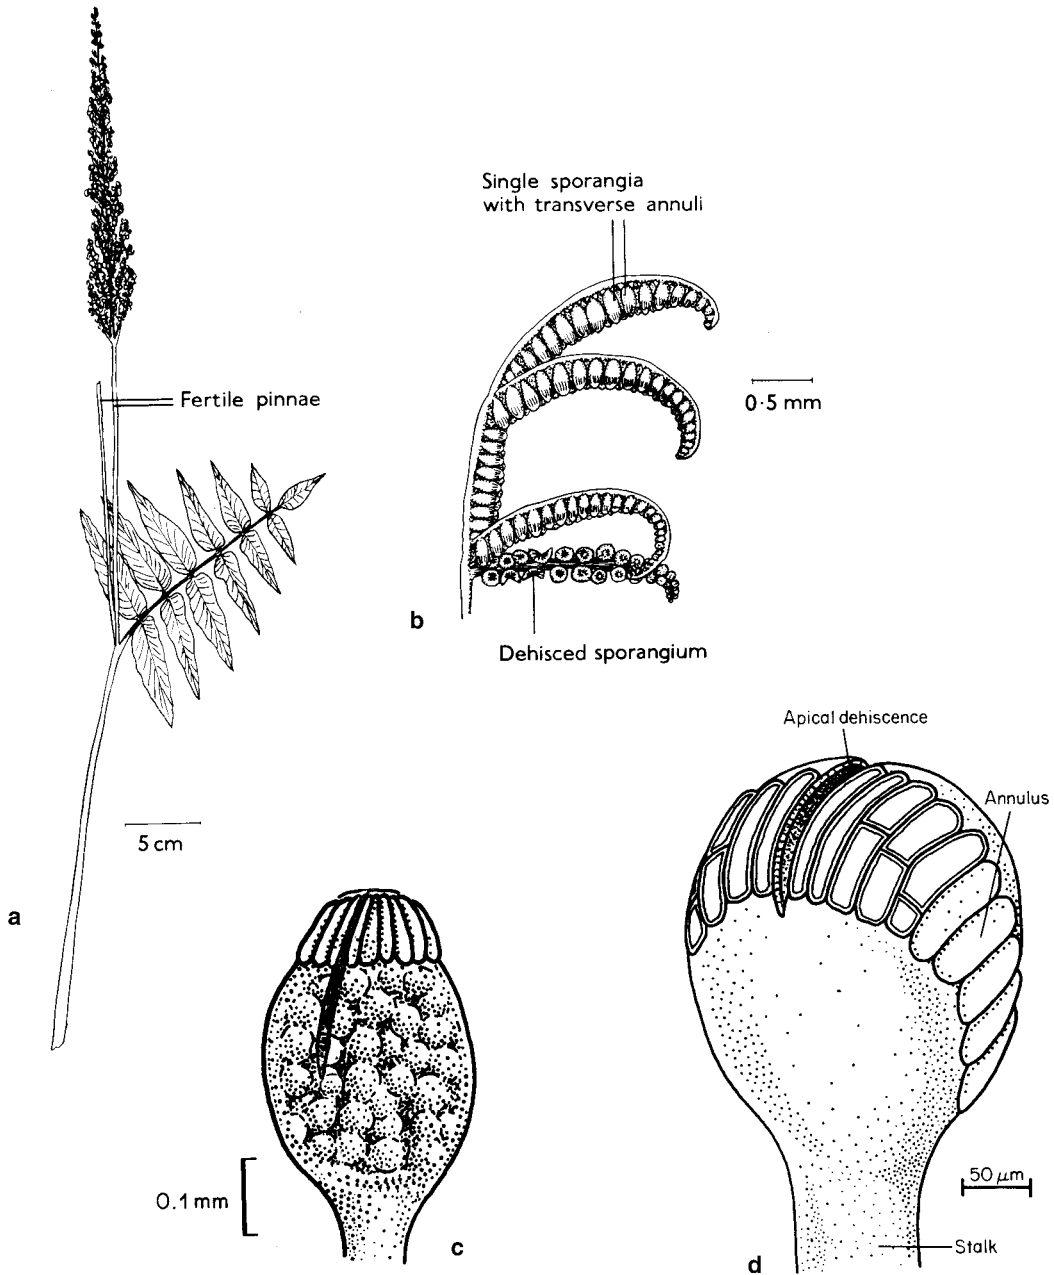 Single sporangia
with transverse annuli
Fertile pinnae
0·5 mm
b
Dehisced sporangium
Apical dehiscence
Annulus
5 cm
a
0.1 mm
c
50 μm
Stalk
d